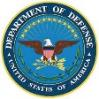 DEPARTMENT OF DEFENSE
UNITED STATES OF AMERICA